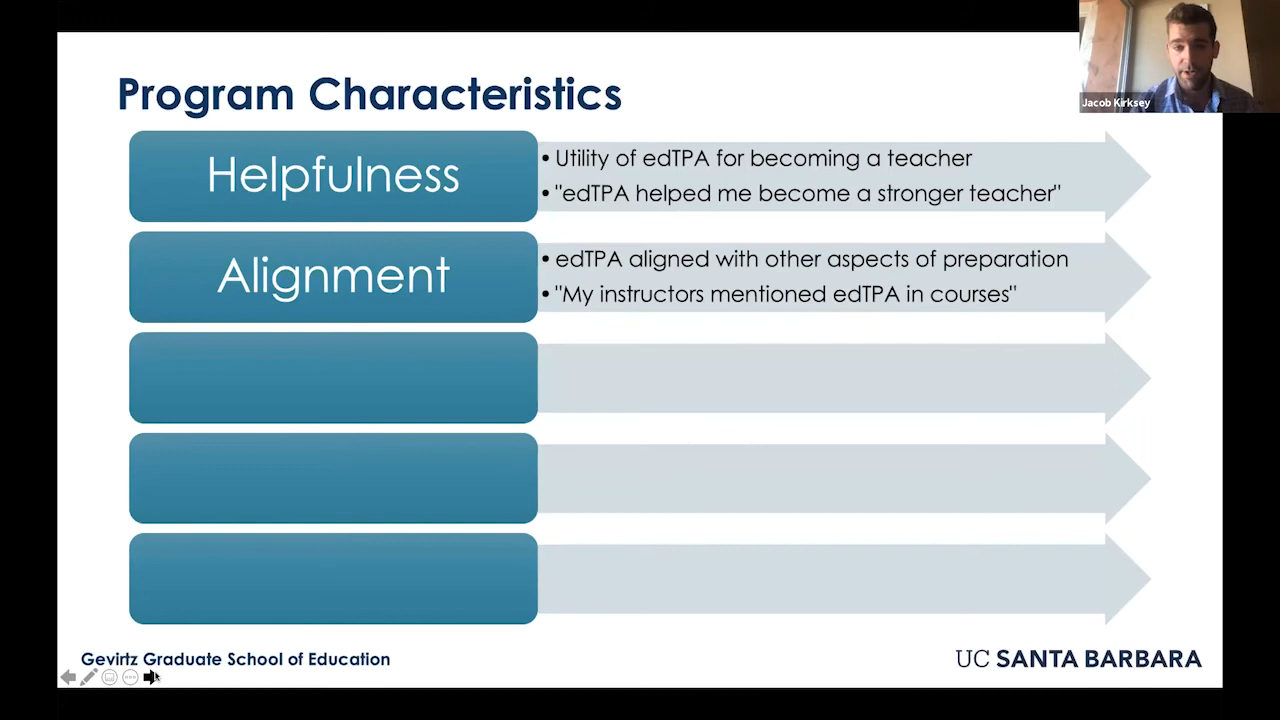 Jacob Kirksey
Program Characteristics
Helpfulness
• Utility of edTPA for becoming a teacher
• "edTPA helped me become a stronger teacher"
Alignment
• edTPA aligned with other aspects of preparation
• "My instructors mentioned edTPA in courses"
Gevirtz Graduate School of Education
UC SANTA BARBARA